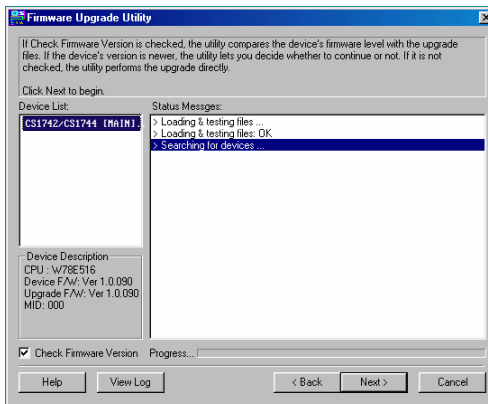 Firmware Upgrade Utility
If Check Firmware Version is checked, the utility compares the device's firmware level with the upgrade
files. If the device's version is newer, the utility lets you decide whether to continue or not. If it is not
checked, the utility performs the upgrade directly.
Click Next to begin.
Device List:
Status Messges:
CS1742/CS1744 [MAIN].
> Loading & testing files ...
> Loading & testing files: OK
> Searching for devices ...
Device Description
CPU : W78E516
Device F/W: Ver 1.0.090
Upgrade F/W: Ver 1.0.090
MID: 000
Check Firmware Version
Progress...
Help
View Log
< Back
Next >
Cancel